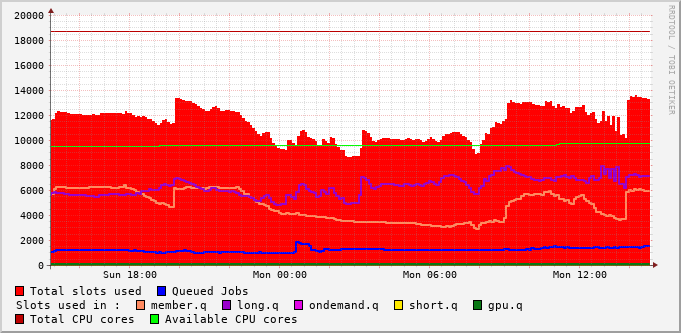 RRDTOOL / TOBI OETIKER
20000
18000
16000
14000
12000
10000
8000
6000
4000
2000
0
Sun 18:00 Mon 00:00 Mon 06:00 Mon 12:00
Total slots used Queued Jobs
Slots used in : member.q long.q ondemand.q short.q gpu.q
Total CPU cores Available CPU cores